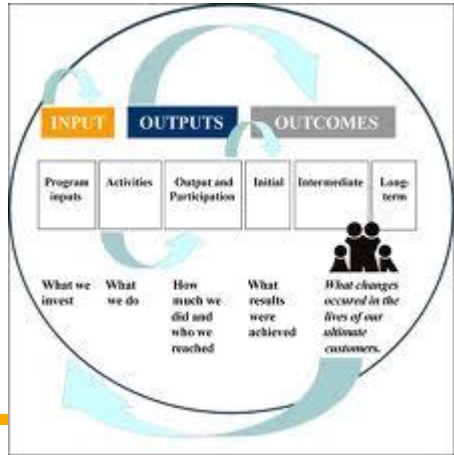 INPUT
OUTPUTS
OUTCOMES
Program
inputs
Activities
Output and
Participation
Initial
Intermediate
Long-
term
What we
invest
What
we do
How
much we
did and
who we
reached
What
results
were
achieved
What changes
occured in the
lives of our
ultimate
customers.